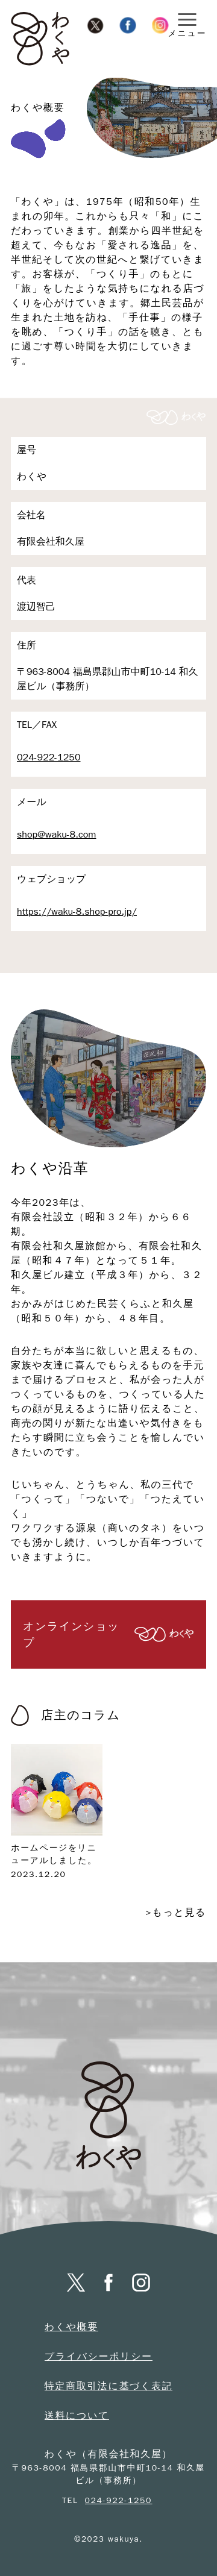 わくや
メニュー
わくや概要
「わくや」は、1975年（昭和50年）生
まれの卯年。これからも只々「和」にこ
だわっていきます。創業から四半世紀を
超えて、今もなお「愛される逸品」を、
半世紀そして次の世紀へと繋げていきま
す。お客様が、「つくり手」のもとに
「旅」をしたような気持ちになれる店づ
くりを心がけていきます。郷土民芸品が
生まれた土地を訪ね、「手仕事」の様子
を眺め、「つくり手」の話を聴き、とも
に過ごす尊い時間を大切にしていきま
す。
わくや
屋号
わくや
会社名
有限会社和久屋
代表
渡辺智己
住所
〒963-8004 福島県郡山市中町10-14 和久
屋ビル（事務所）
TEL／FAX
024-922-1250
メール
shop@waku-8.com
ウェブショップ
https://waku-8.shop-pro.jp/
わくや沿革
今年2023年は、
有限会社設立（昭和３２年）から６６
期。
有限会社和久屋旅館から、有限会社和久
屋（昭和４７年）となって５１年。
和久屋ビル建立（平成３年）から、３２
年。
おかみがはじめた民芸くらふと和久屋
（昭和５０年）から、４８年目。
自分たちが本当に欲しいと思えるもの、
家族や友達に喜んでもらえるものを手元
まで届けるプロセスと、私が会った人が
つくっているものを、つくっている人た
ちの顔が見えるように語り伝えること、
商売の関りが新たな出逢いや気付きをも
たらす瞬間に立ち会うことを愉しんでい
きたいのです。
じいちゃん、とうちゃん、私の三代で
「つくって」「つないで」「つたえてい
く」
ワクワクする源泉（商いのタネ）をいつ
でも湧かし続け、いつしか百年つづいて
いきますように。
オンラインショッ
プ
わくや
店主のコラム
ホームページをリニ
ューアルしました。
2023.12.20
>もっと見る
わくや
わくや概要
プライバシーポリシー
特定商取引法に基づく表記
送料について
わくや（有限会社和久屋）
〒963-8004 福島県郡山市中町10-14 和久屋
ビル（事務所）
TEL 024-922-1250
©2023 wakuya.